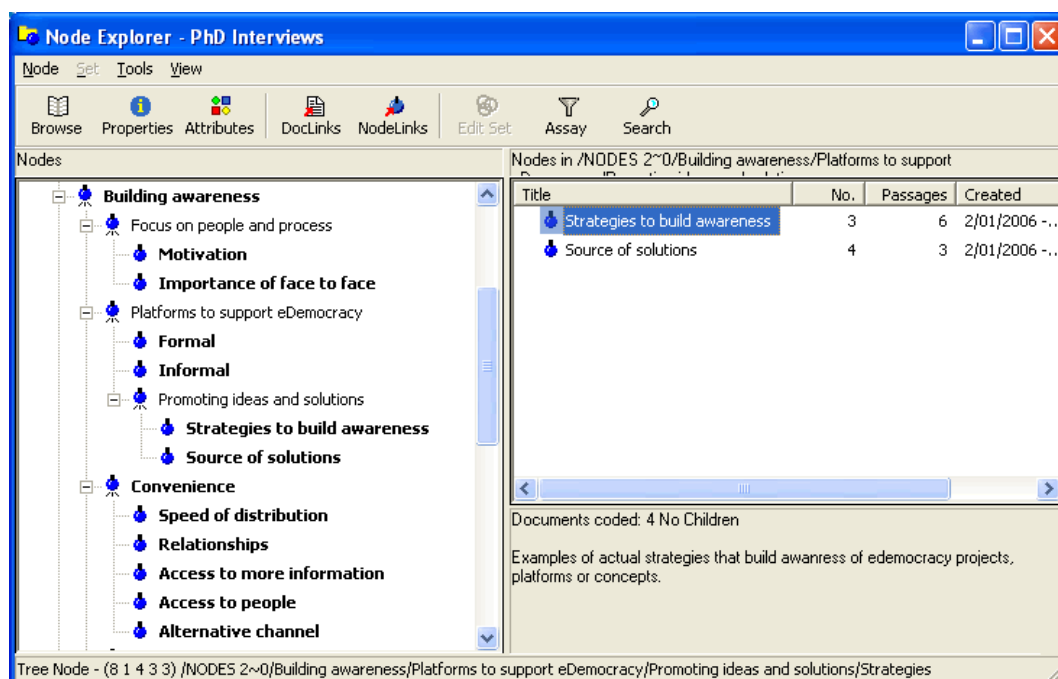 Node Explorer - PhD Interviews
Node Set Tools View
Browse Properties Attributes DocLinks NodeLinks Edit Set Assay Search
Nodes
Nodes in /NODES 2~0/Building awareness/Platforms to support
Building awareness
Focus on people and process
Motivation
Importance of face to face
Platforms to support eDemocracy
Formal
Informal
Promoting ideas and solutions
Strategies to build awareness
Source of solutions
Convenience
Speed of distribution
Relationships
Access to more information
Access to people
Alternative channel
Title No. Passages Created
Strategies to build awareness 3 6 2/01/2006 -..
Source of solutions 4 3 2/01/2006 -..
Documents coded: 4 No Children
Examples of actual strategies that build awanress of edemocracy projects,
platforms or concepts.
Tree Node - (8 1 4 3 3) /NODES 2~0/Building awareness/Platforms to support eDemocracy/Promoting ideas and solutions/Strategies